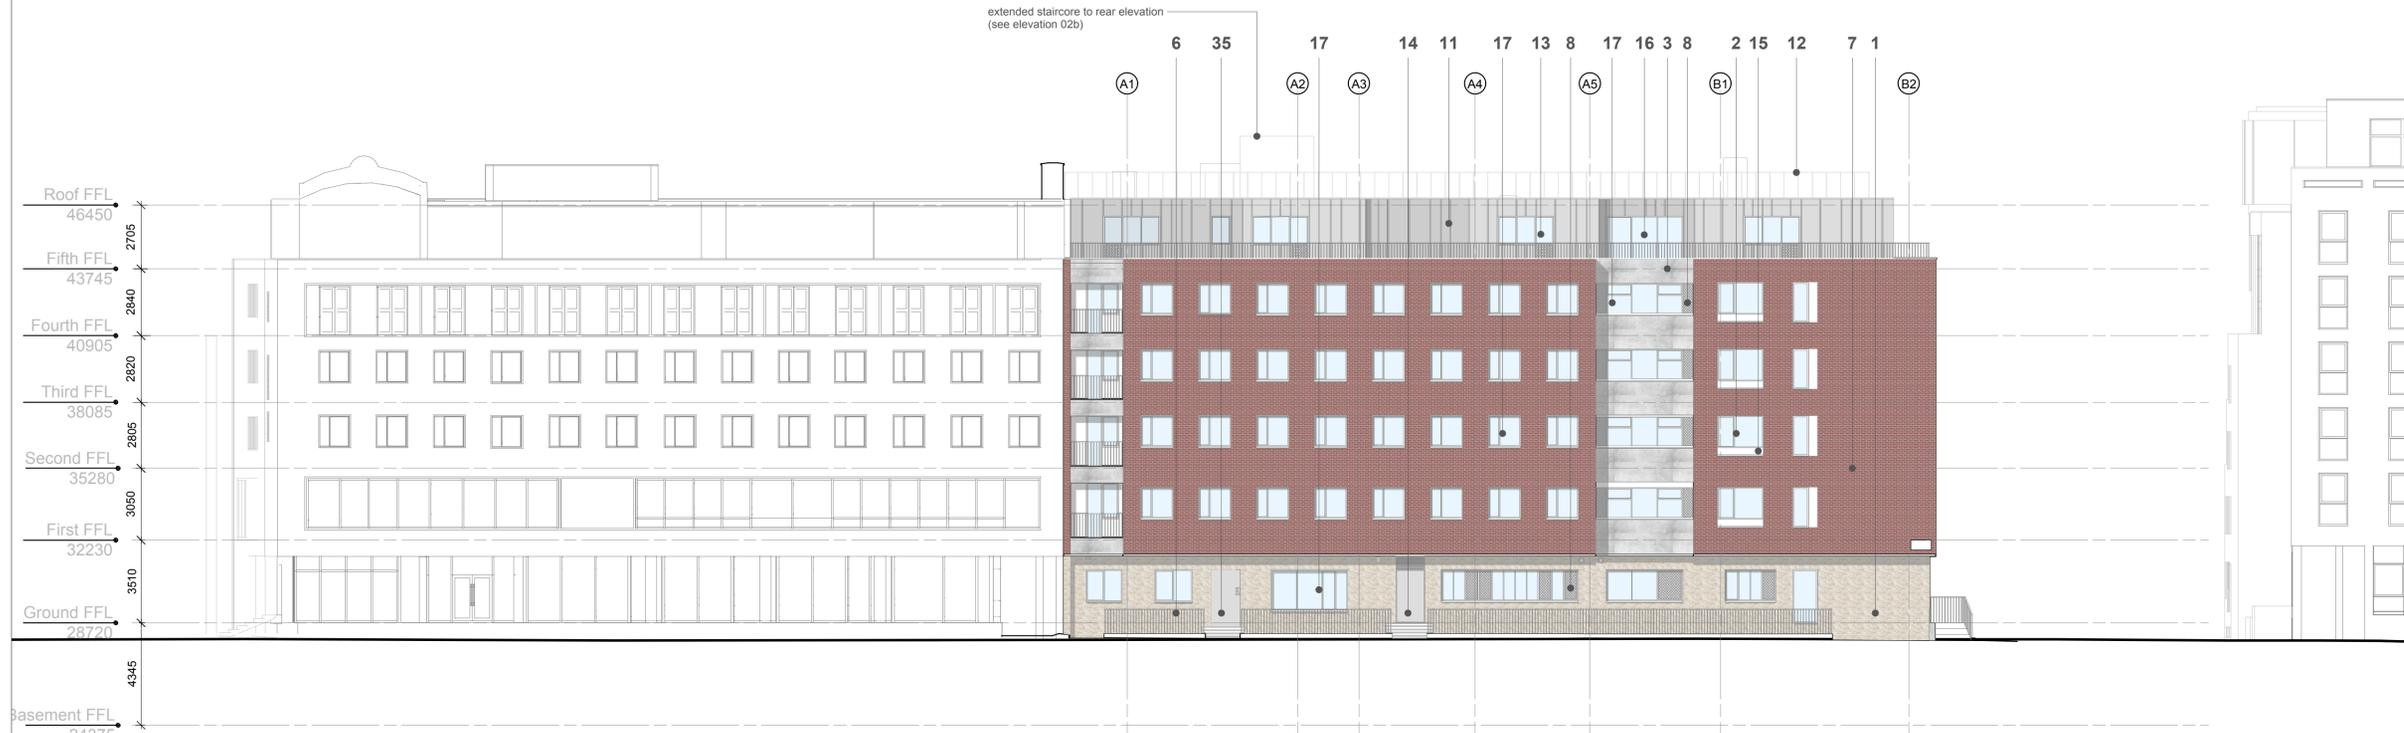 extended staircore to rear elevation
(see elevation 02b)
6 35 17 14 11 17 13 8 17 16 3 8 2 15 12 7 1
A1 A2 A3 A4 A5 B1 B2
Roof FFL
46450
2705
Fifth FFL
43745
2840
Fourth FFL
40905
2820
Third FFL
38085
2805
Second FFL
35280
3050
First FFL
32230
3510
Ground FFL
28720
4345
Basement FFL